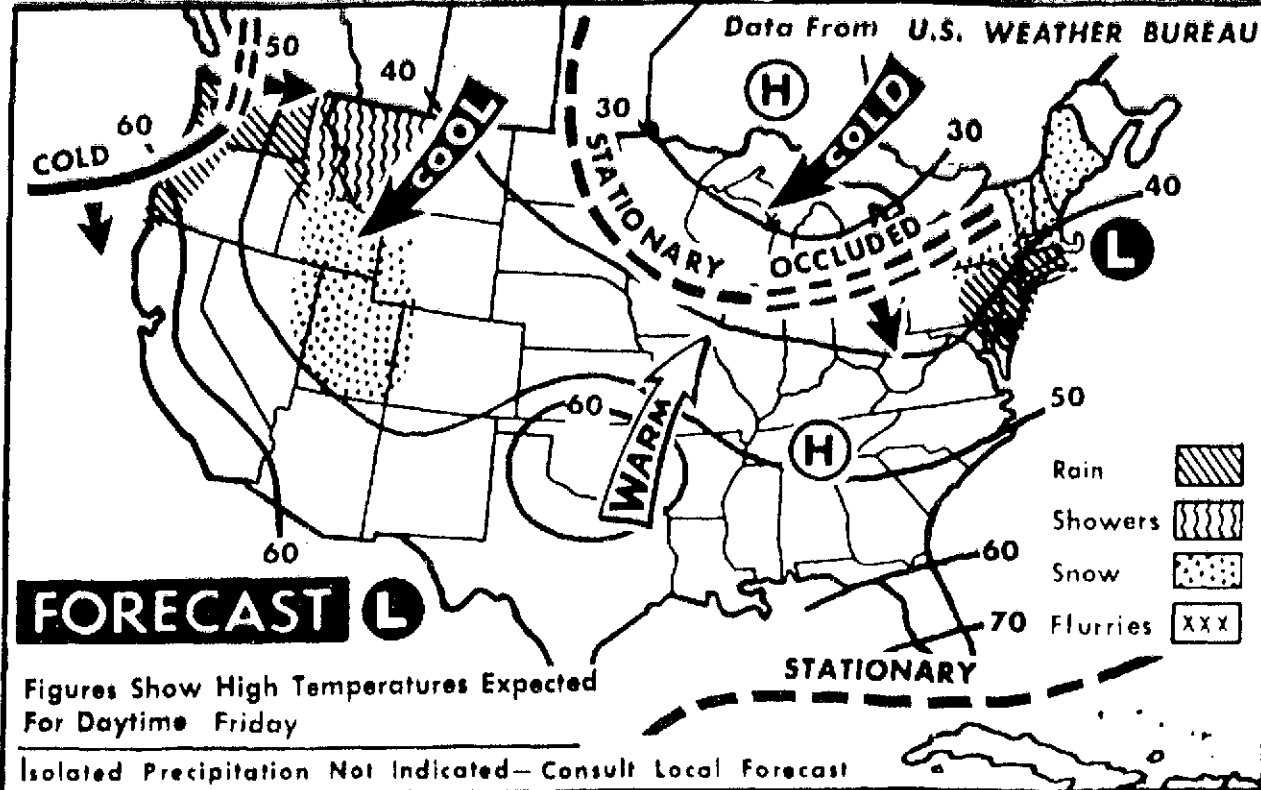 Data From U.S. WEATHER BUREAU
50
40
H
COLD
60
COLD
COOL
30
30
STATIONARY
40
OCCLUDED
L
60
WARM
H
50
Rain
Showers
60
60
Snow
FORECAST L
70
Flurries XXX
STATIONARY
Figures Show High Temperatures Expected
For Daytime Friday
Isolated Precipitation Not Indicated—Consult Local Forecast